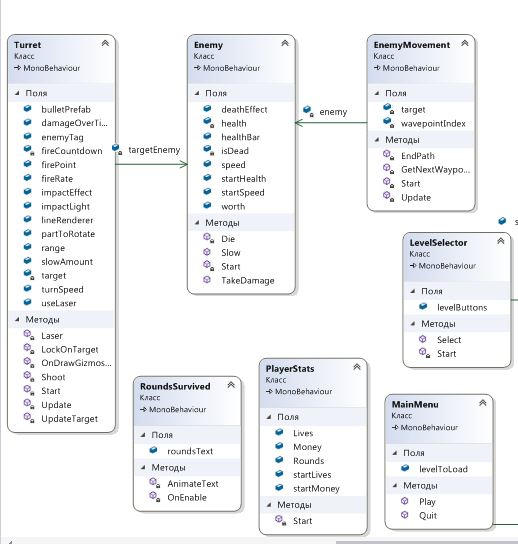 Turret
Класс
MonoBehaviour
Поля
bulletPrefab
damageOverTi...
enemyTag
fireCountdown
firePoint
fireRate
impactEffect
impactLight
lineRenderer
partToRotate
range
slowAmount
target
turnSpeed
useLaser
Методы
Laser
LockOnTarget
OnDrawGizmos...
Shoot
Start
Update
UpdateTarget
targetEnemy
Enemy
Класс
MonoBehaviour
Поля
deathEffect
health
healthBar
isDead
speed
startHealth
startSpeed
worth
Методы
Die
Slow
Start
TakeDamage
enemy
EnemyMovement
Класс
MonoBehaviour
Поля
target
wavepointIndex
Методы
EndPath
GetNextWaypo...
Start
Update
s
LevelSelector
Класс
MonoBehaviour
Поля
levelButtons
Методы
Select
Start
RoundsSurvived
Класс
MonoBehaviour
Поля
roundsText
Методы
AnimateText
OnEnable
PlayerStats
Класс
MonoBehaviour
Поля
Lives
Money
Rounds
startLives
startMoney
Методы
Start
MainMenu
Класс
MonoBehaviour
Поля
levelToLoad
Методы
Play
Quit